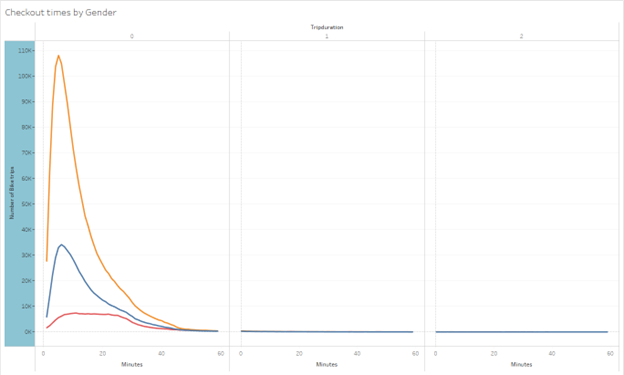 Checkout times by Gender
Tripduration
0 1 2
110K
100K
90K
80K
70K
60K
50K
40K
30K
20K
10K
0K
Number of Bike trips
0 20 40 60 0 20 40 60 0 20 40 60
Minutes Minutes Minutes